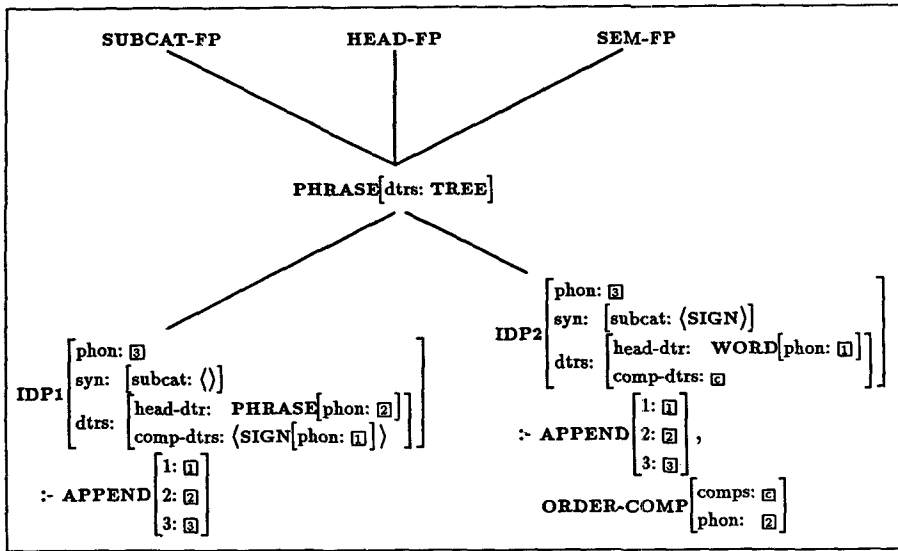 SUBCAT-FP HEAD-FP SEM-FP
PHRASE[dtrs: TREE]
IDP1
phon: 3
syn: [subcat: ⟨⟩]
dtrs: [head-dtr: PHRASE[phon: 2]]
comp-dtrs: ⟨SIGN[phon: 1]⟩
:- APPEND
1: 1
2: 2
3: 3
IDP2
phon: 3
syn: [subcat: ⟨SIGN⟩]
dtrs: [head-dtr: WORD[phon: 1]]
comp-dtrs: c
:- APPEND
1: 1
2: 2 ,
3: 3
ORDER-COMP
comps: c
phon: 2